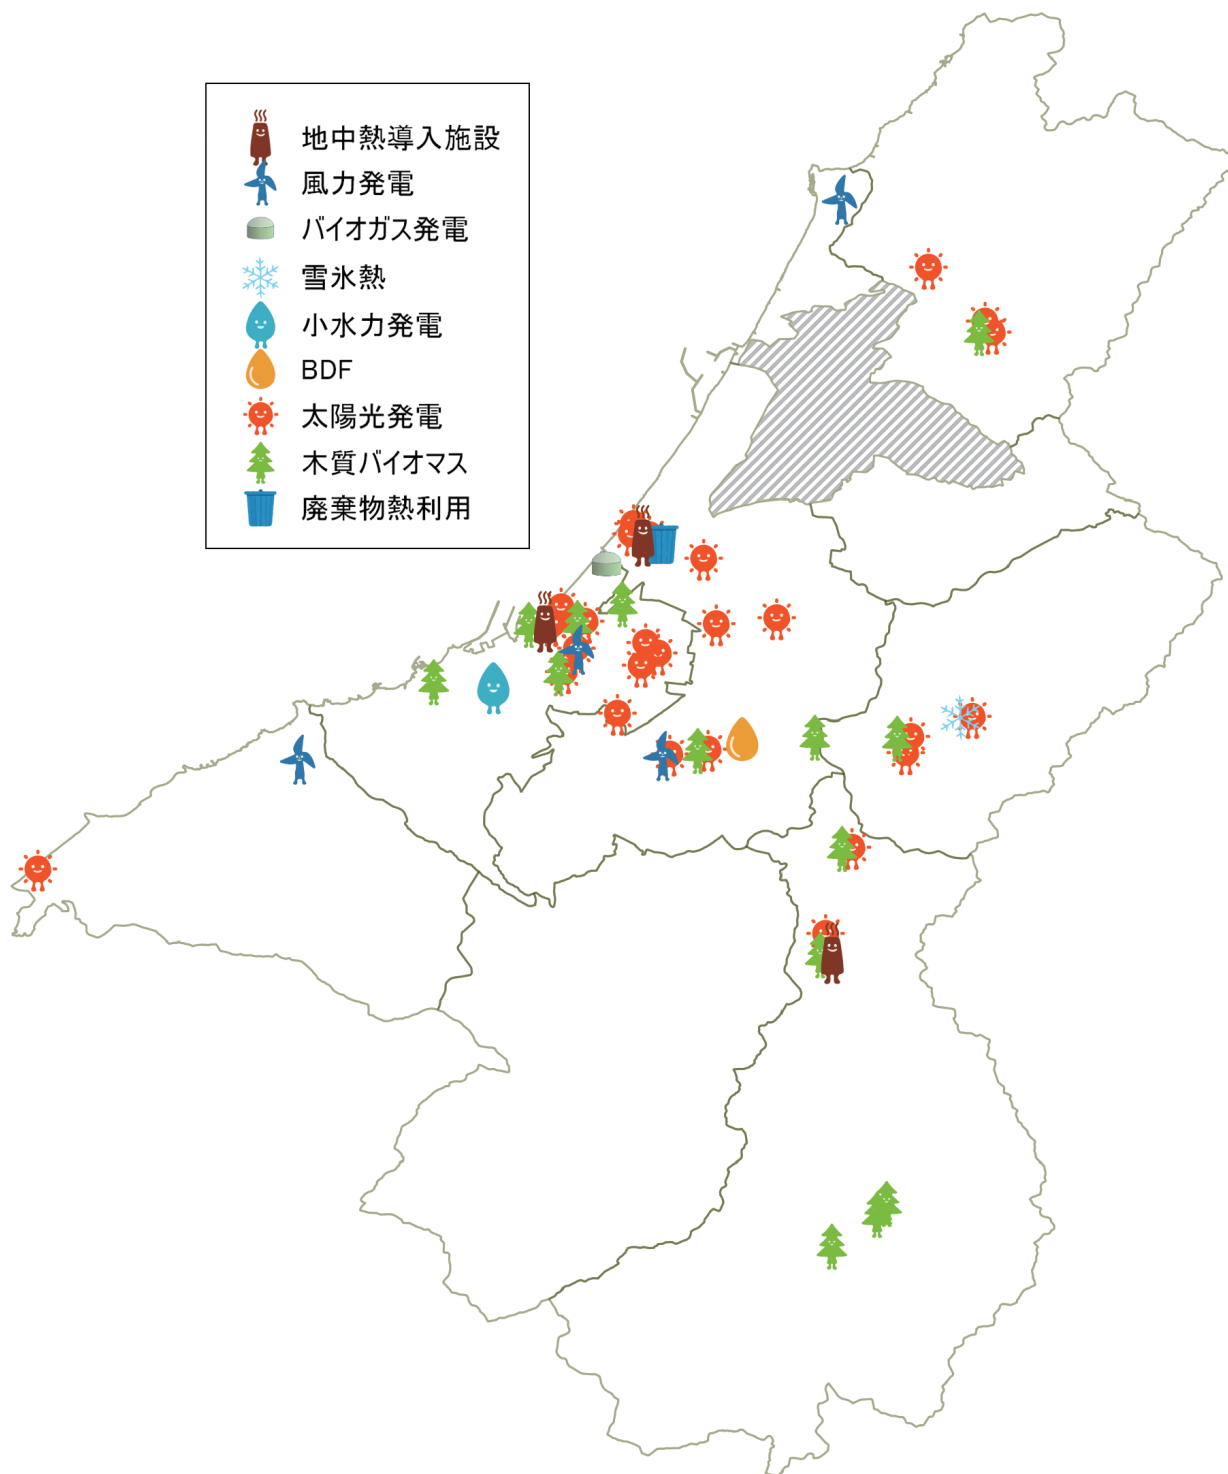 地中熱導入施設
風力発電
バイオガス発電
雪氷熱
小水力発電
BDF
太陽光発電
木質バイオマス
廃棄物熱利用